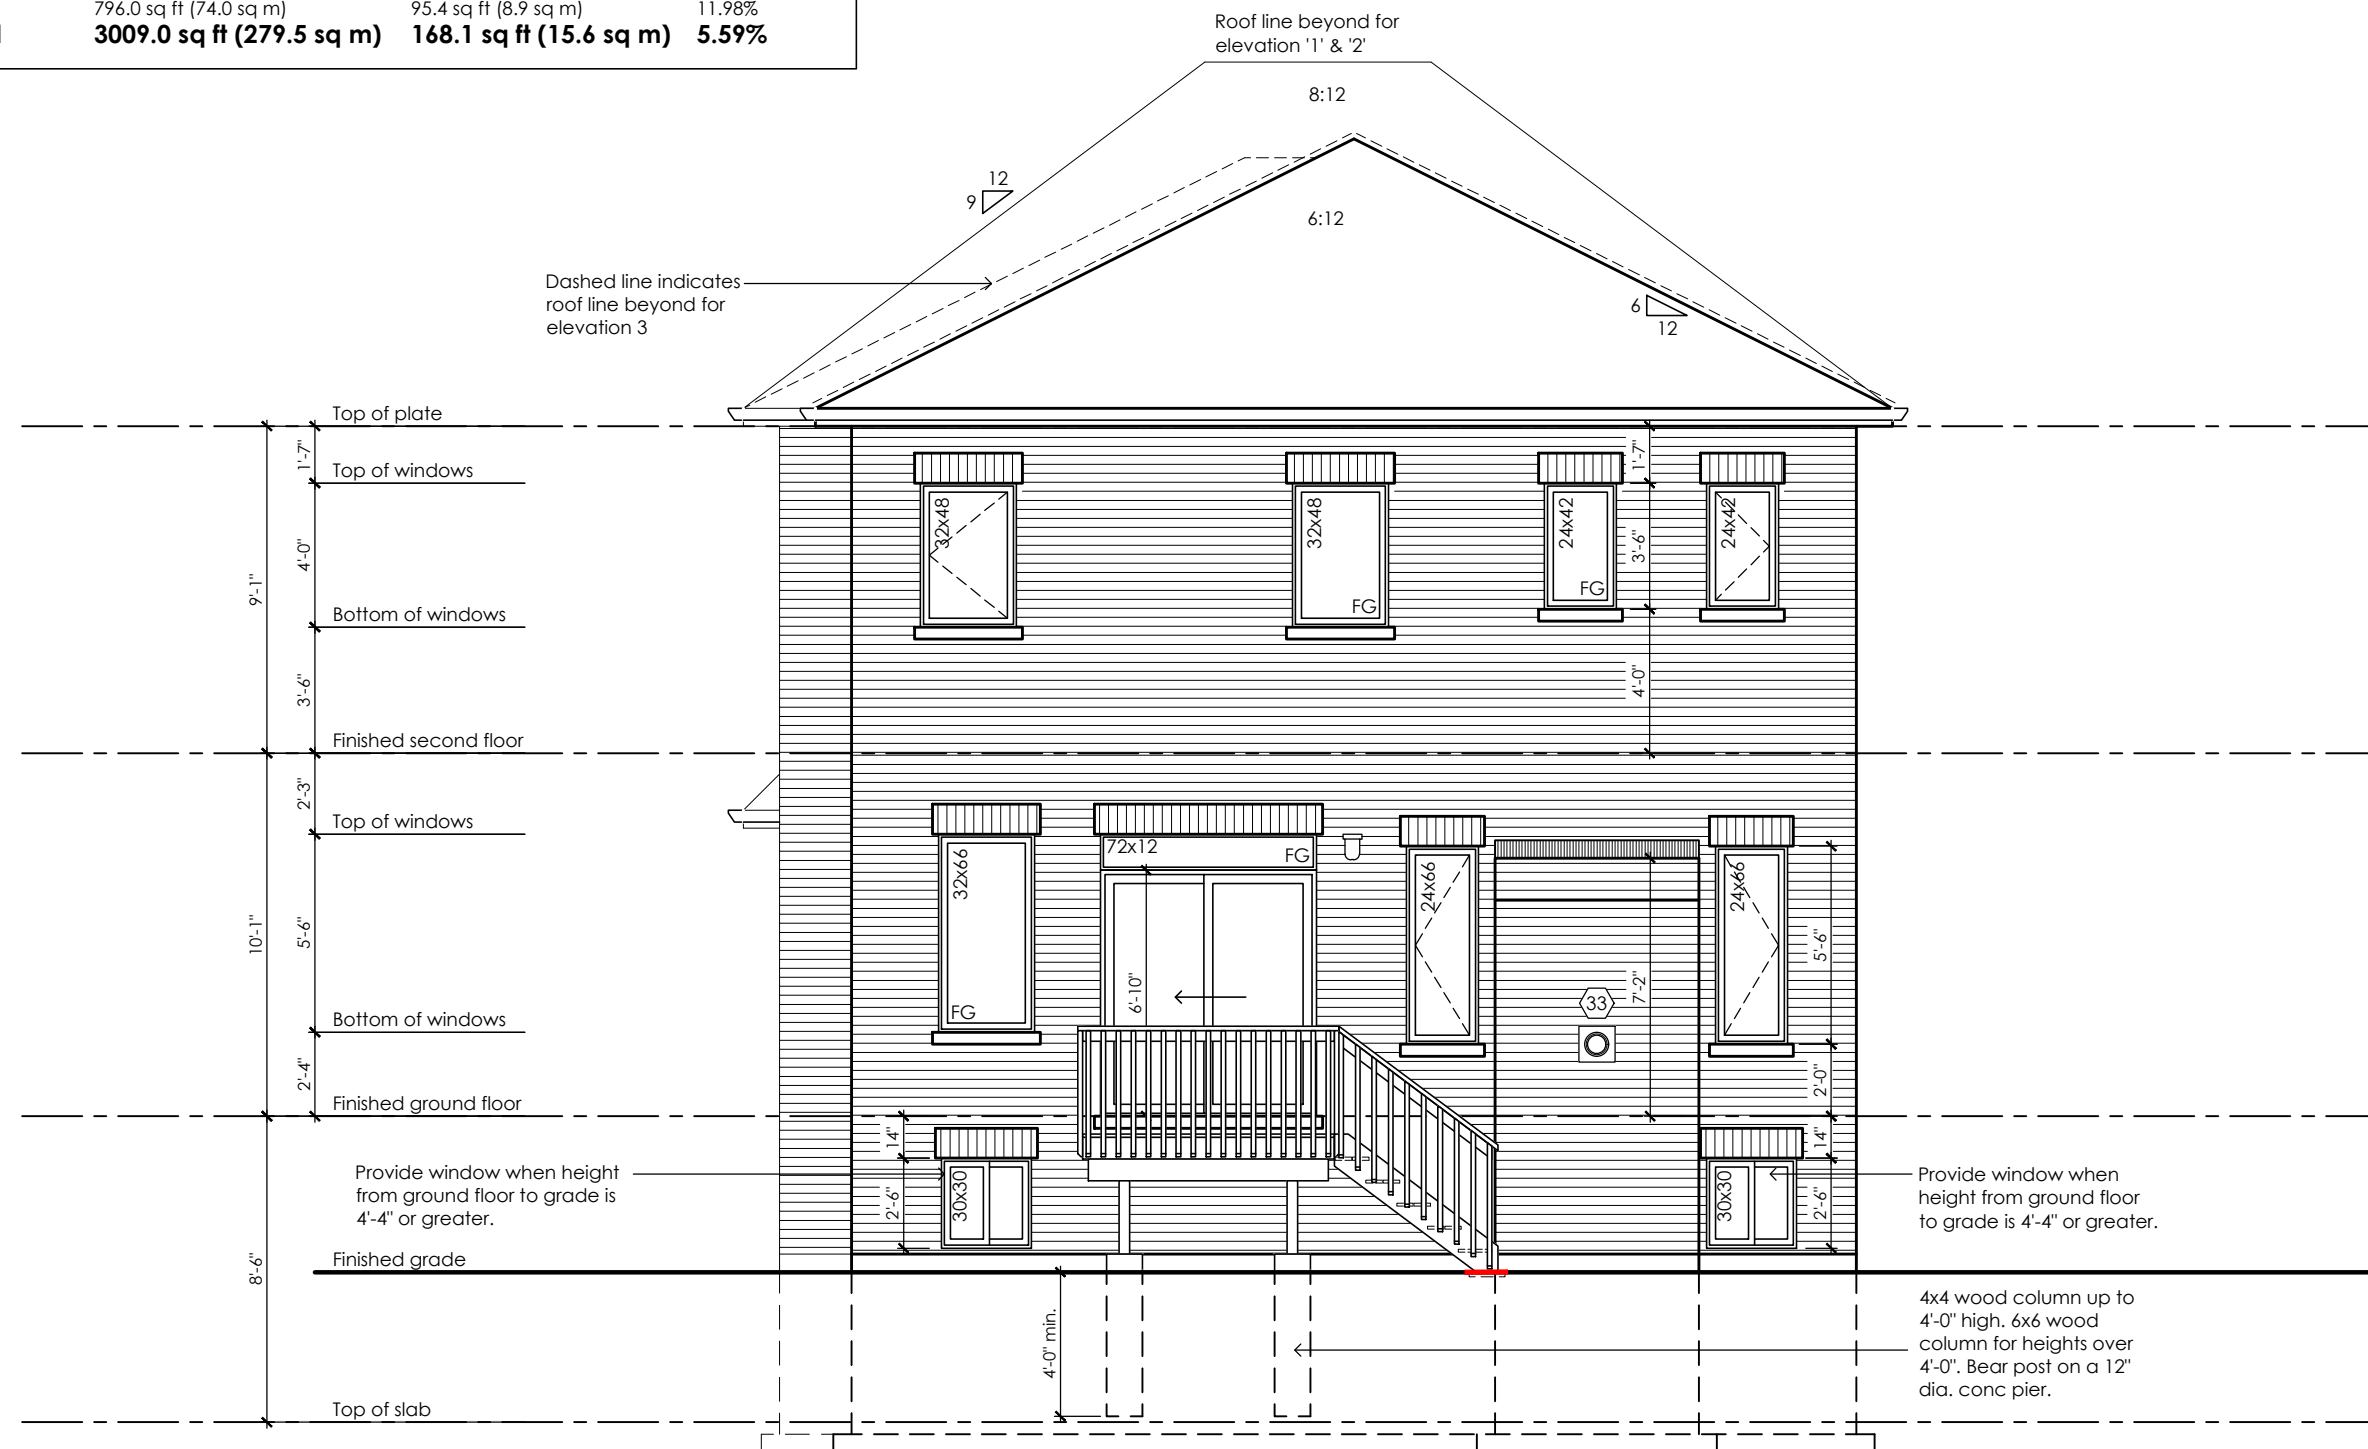 796.0 sq ft (74.0 sq m) 95.4 sq ft (8.9 sq m) 11.98%
3009.0 sq ft (279.5 sq m) 168.1 sq ft (15.6 sq m) 5.59%
Roof line beyond for
elevation '1' & '2'
8:12
12
9
6:12
Dashed line indicates
roof line beyond for
elevation 3
6
12
Top of plate
1'-7"
Top of windows
4'-0"
9'-1"
Bottom of windows
3'-6"
Finished second floor
32x48
32x48
FG
24x42
FG
24x42
1'-7"
3'-6"
4'-0"
2'-3"
Top of windows
5'-6"
10'-1"
Bottom of windows
2'-4"
Finished ground floor
32x66
FG
72x12
FG
6'-10"
24x66
33
7'-2"
24x66
5'-6"
2'-0"
14"
2'-6"
30x30
30x30
14"
2'-6"
Provide window when height
from ground floor to grade is
4'-4" or greater.
Provide window when
height from ground floor
to grade is 4'-4" or greater.
Finished grade
8'-6"
4'-0" min.
4x4 wood column up to
4'-0" high. 6x6 wood
column for heights over
4'-0". Bear post on a 12"
dia. conc pier.
Top of slab